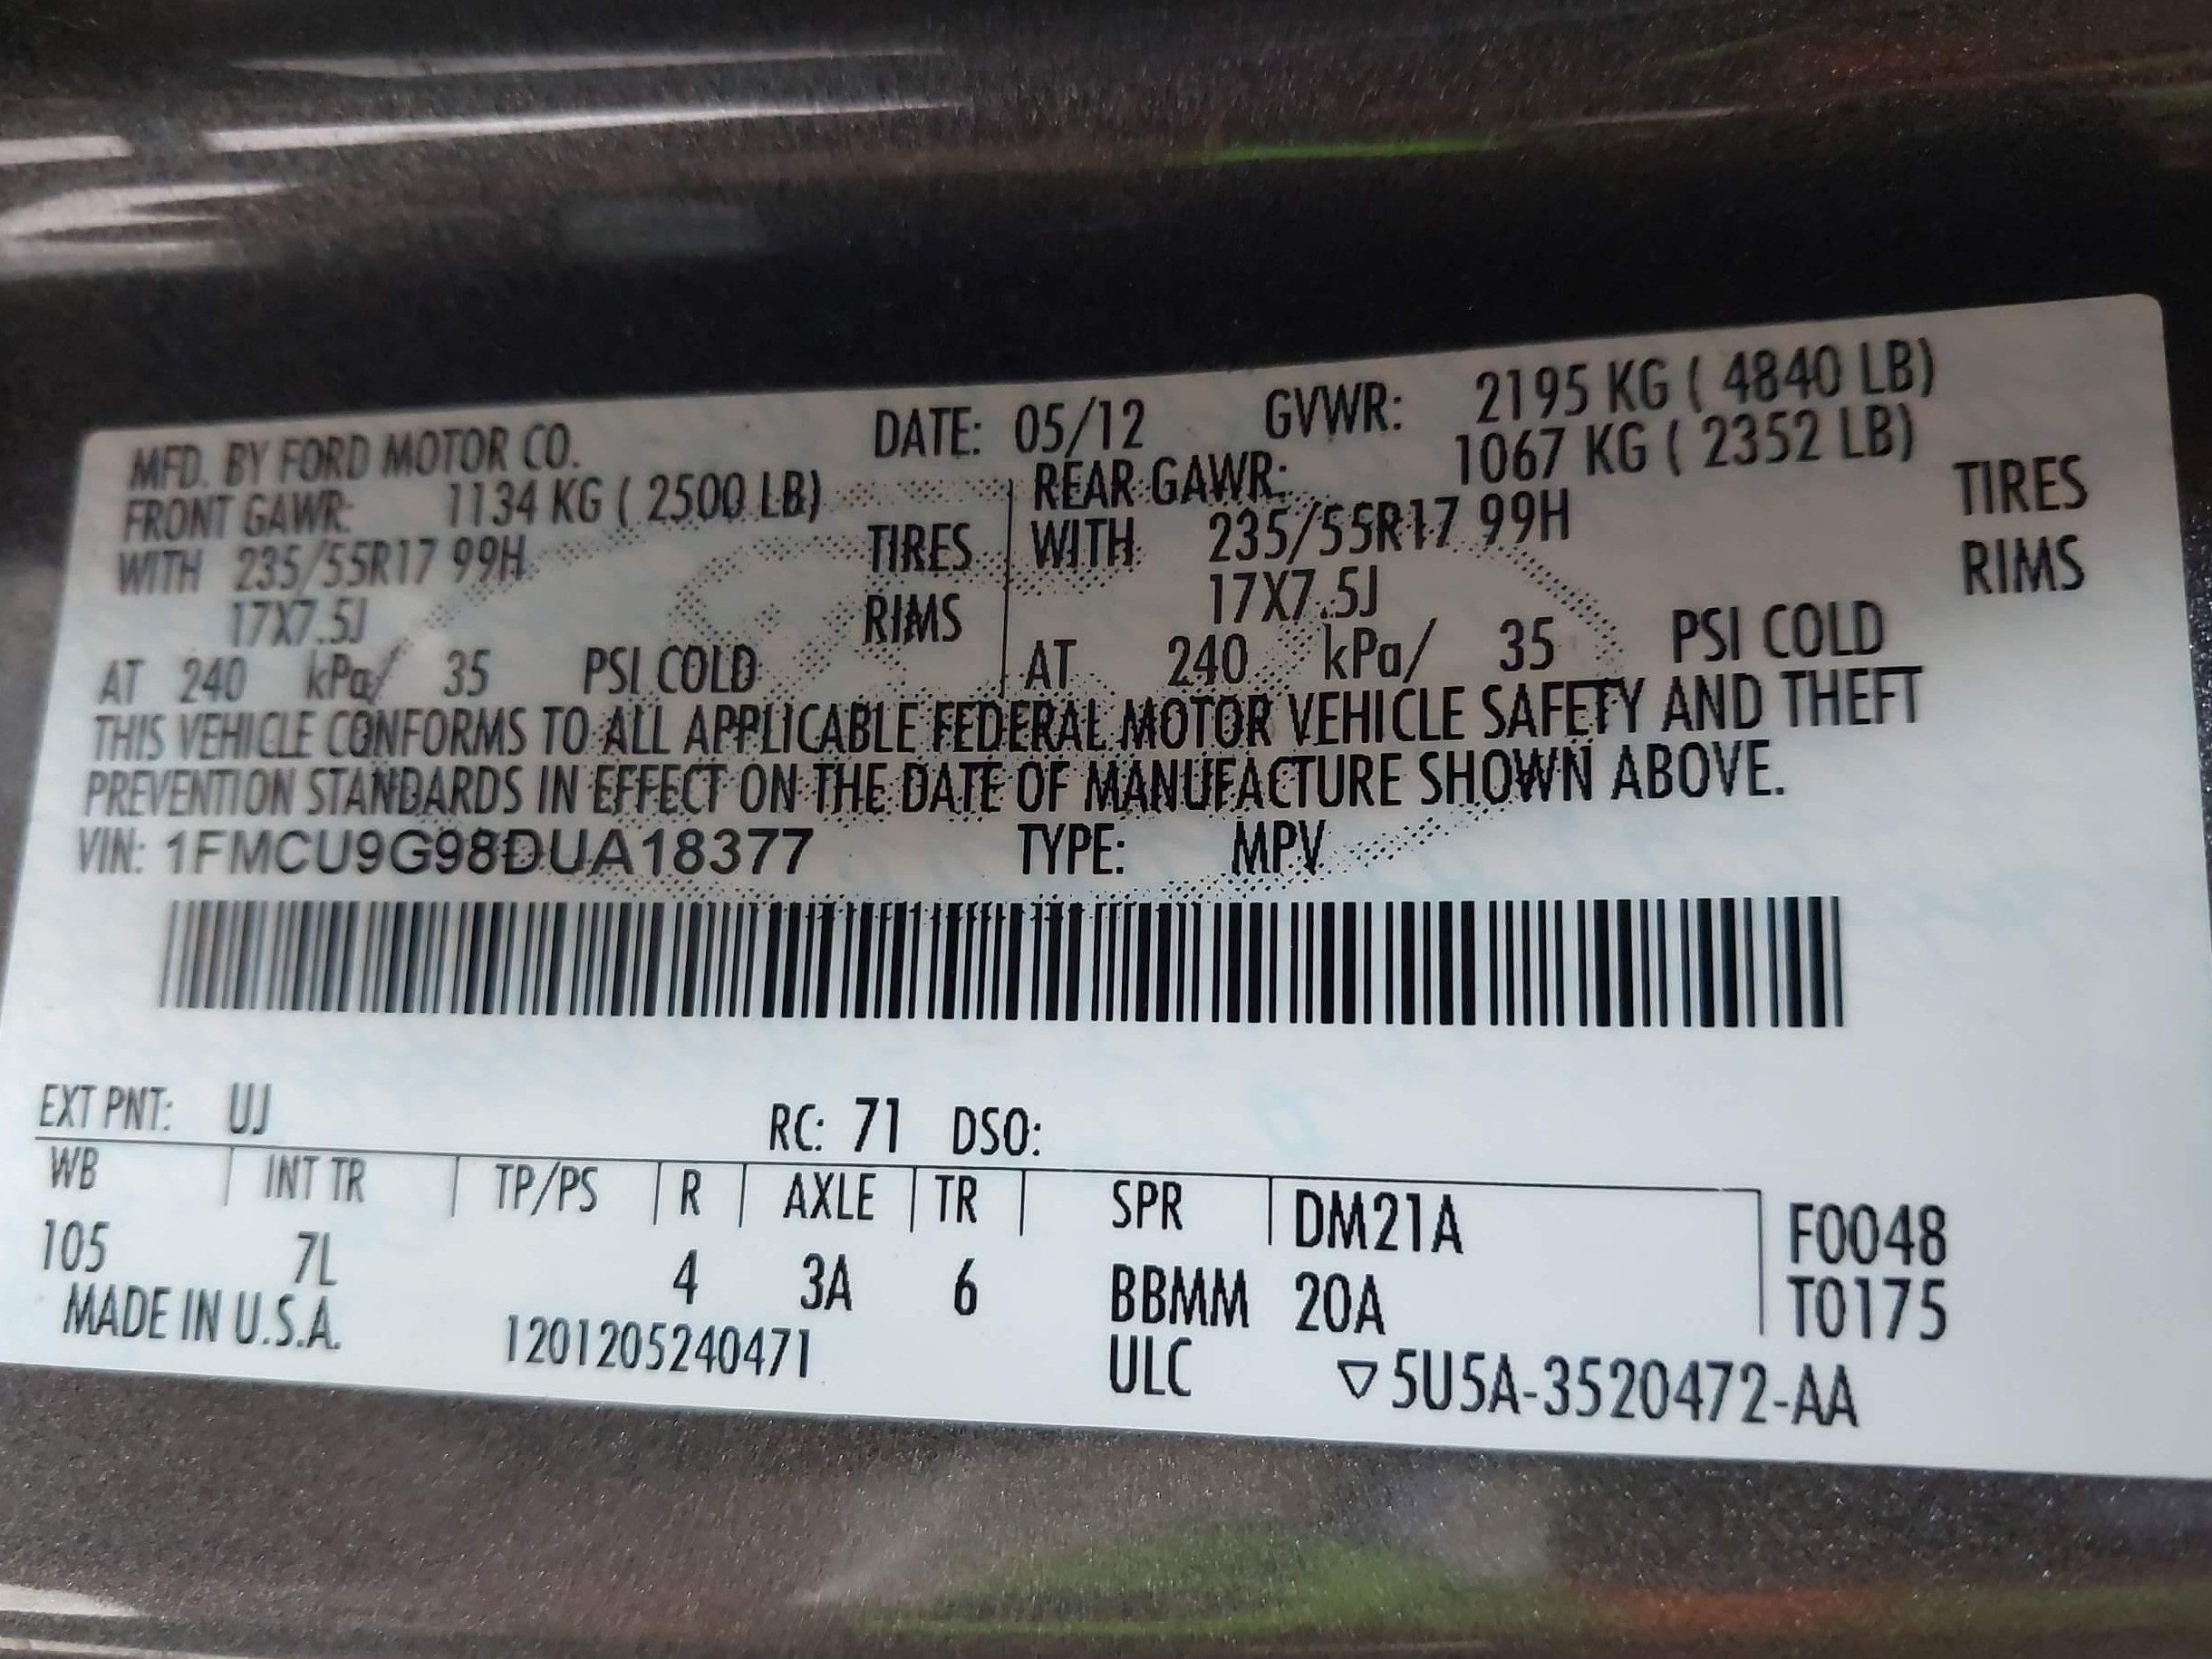 MFD. BY FORD MOTOR CO. DATE: 05/12 GVWR: 2195 KG ( 4840 LB)
FRONT GAWR: 1134 KG ( 2500 LB) REAR GAWR: 1067 KG ( 2352 LB)
WITH 235/55R17 99H TIRES WITH 235/55R17 99H TIRES
17X7.5J RIMS 17X7.5J RIMS
AT 240 kPa/ 35 PSI COLD AT 240 kPa/ 35 PSI COLD
THIS VEHICLE CONFORMS TO ALL APPLICABLE FEDERAL MOTOR VEHICLE SAFETY AND THEFT
PREVENTION STANDARDS IN EFFECT ON THE DATE OF MANUFACTURE SHOWN ABOVE.
VIN: 1FMCU9G98DUA18377 TYPE: MPV
EXT PNT: UJ RC: 71 DSO:
WB INT TR TP/PS R AXLE TR SPR DM21A F0048
105 7L 4 3A 6 BBMM 20A T0175
MADE IN U.S.A. 1201205240471 ULC ▽5U5A-3520472-AA